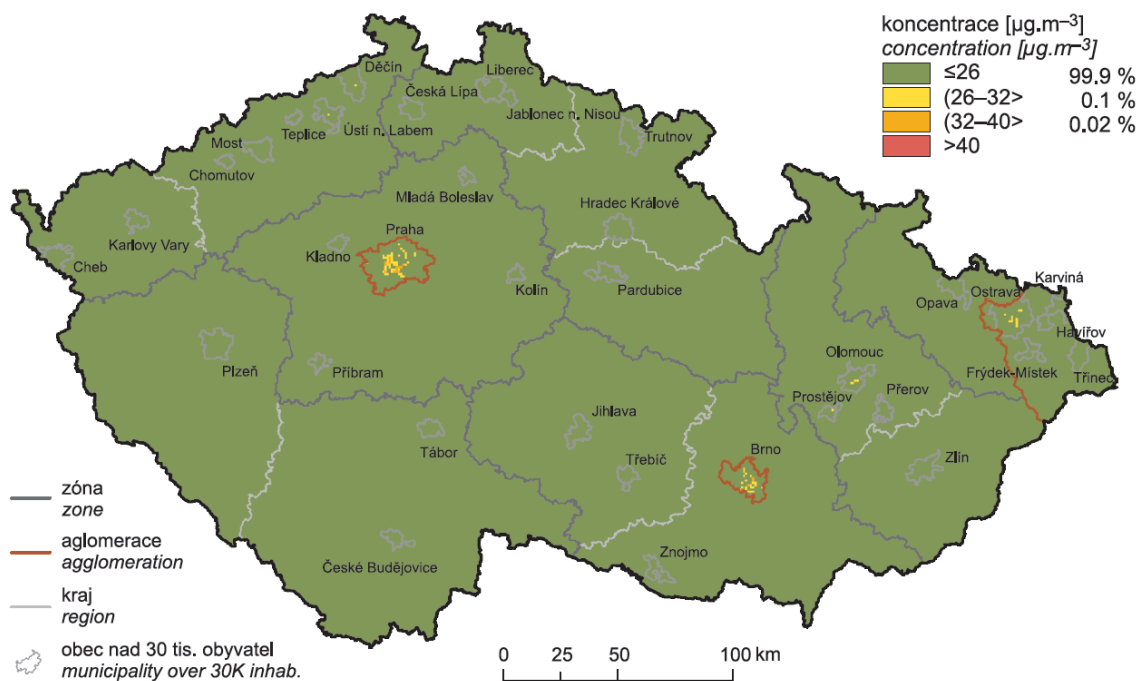 koncentrace [µg.m⁻³]
concentration [µg.m⁻³]
≤26 99.9 %
(26–32> 0.1 %
(32–40> 0.02 %
>40
Děčín
Liberec
Česká Lípa
Jablonec n. Nisou
Teplice
Ústí n. Labem
Trutnov
Most
Chomutov
Mladá Boleslav
Hradec Králové
Praha
Karlovy Vary
Kladno
Cheb
Kolín
Pardubice
Karviná
Ostrava
Opava
Havířov
Olomouc
Frýdek-Místek
Třinec
Plzeň
Příbram
Prostějov
Přerov
Jihlava
Tábor
Třebíč
Brno
Zlín
České Budějovice
Znojmo
zóna
zone
aglomerace
agglomeration
kraj
region
obec nad 30 tis. obyvatel
municipality over 30K inhab.
0 25 50 100 km